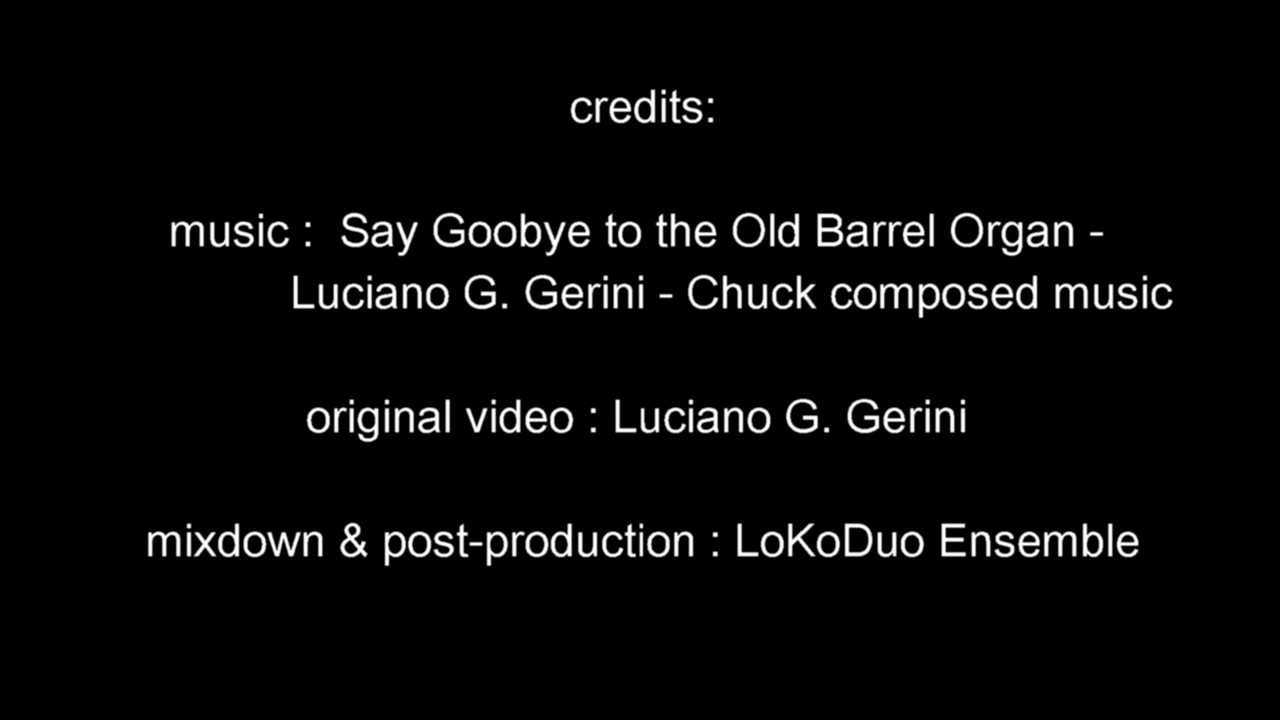 credits:
music :  Say Goobye to the Old Barrel Organ -
Luciano G. Gerini - Chuck composed music
original video : Luciano G. Gerini
mixdown & post-production : LoKoDuo Ensemble